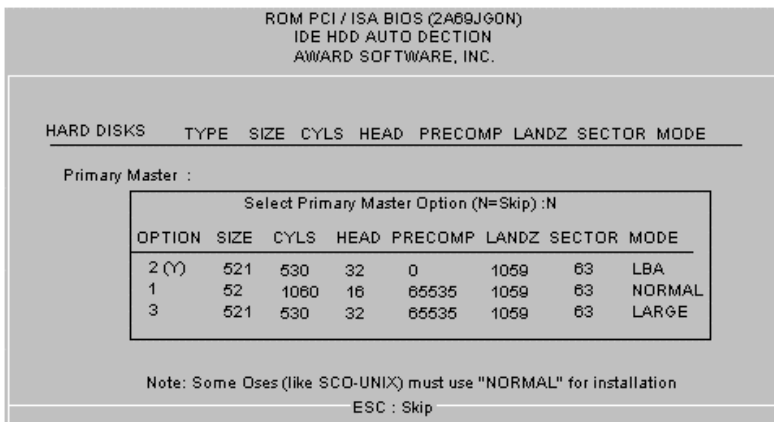 ROM PCI / ISA BIOS (2A69JG0N)
IDE HDD AUTO DECTION
AWARD SOFTWARE, INC.
HARD DISKS TYPE SIZE CYLS HEAD PRECOMP LANDZ SECTOR MODE
Primary Master :
Select Primary Master Option (N=Skip) :N
OPTION SIZE CYLS HEAD PRECOMP LANDZ SECTOR MODE
2 (Y) 521 530 32 0 1059 63 LBA
1 52 1060 16 65535 1059 63 NORMAL
3 521 530 32 65535 1059 63 LARGE
Note: Some Oses (like SCO-UNIX) must use "NORMAL" for installation
ESC : Skip